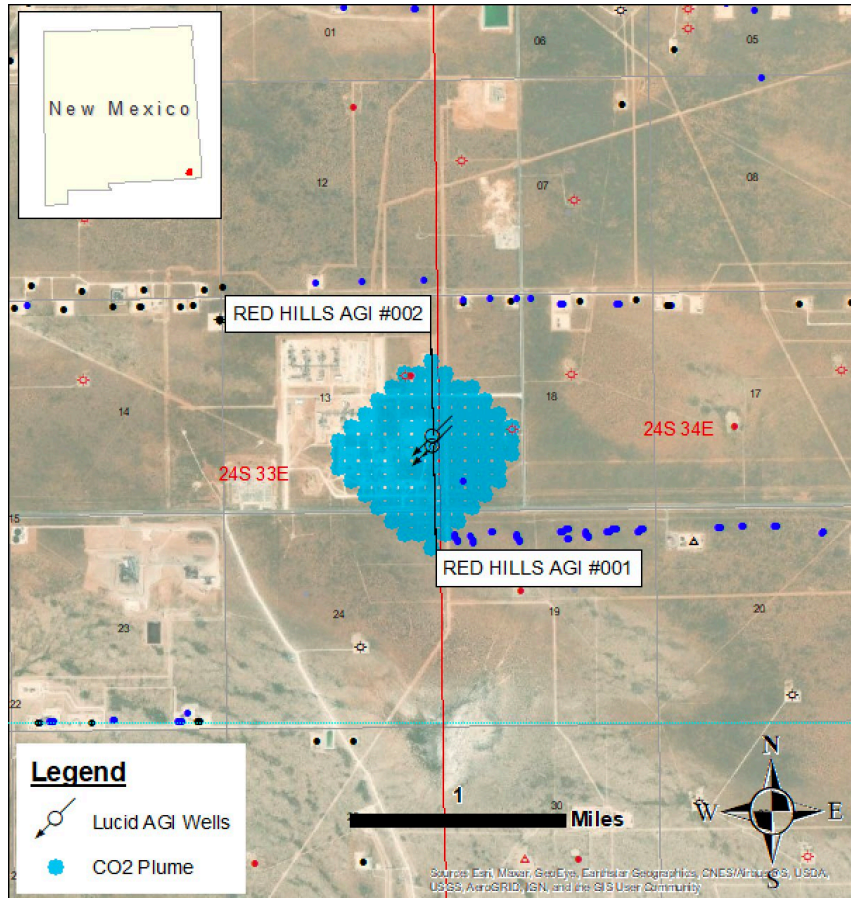 01
06
05
New Mexico
12
07
08
RED HILLS AGI #002
13
18
17
14
24S 34E
24S 33E
15
RED HILLS AGI #001
24
19
20
23
22
N
Legend
1
30
Miles
W
E
Lucid AGI Wells
S
CO2 Plume
Source: Esri, Maxar, GeoEye, Earthstar Geographics, CNES/Airbus DS, USDA,
USGS, AeroGRID, IGN, and the GIS User Community